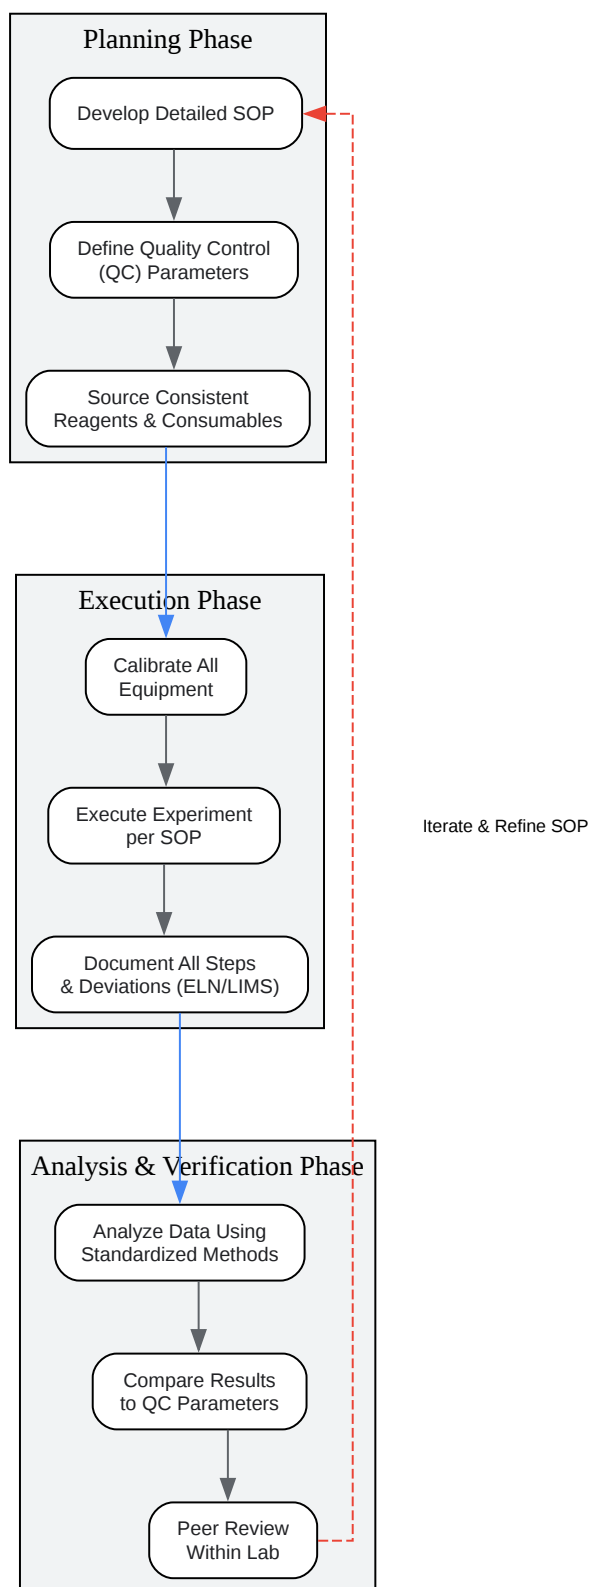 Planning Phase
Develop Detailed SOP
Define Quality Control
(QC) Parameters
Source Consistent
Reagents & Consumables
Execution Phase
Calibrate All
Equipment
Execute Experiment
per SOP
Iterate & Refine SOP
Document All Steps
& Deviations (ELN/LIMS)
Analysis & Verification Phase
Analyze Data Using
Standardized Methods
Compare Results
to QC Parameters
Peer Review
Within Lab